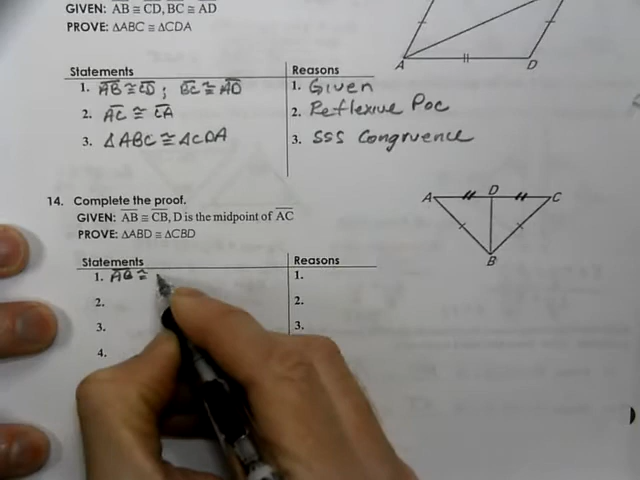 GIVEN: AB ≅ CD, BC ≅ AD
PROVE: ΔABC ≅ ΔCDA
A
D
Statements Reasons
1. AB ≅ CD ; BC ≅ AD 1. Given
2. AC ≅ CA 2. Reflexive PoC
3. ΔABC ≅ ΔCDA 3. SSS Congruence
14. Complete the proof.
GIVEN: AB ≅ CB, D is the midpoint of AC
PROVE: ΔABD ≅ ΔCBD
A D C
B
Statements Reasons
1. AB ≅ 1.
2. 2.
3. 3.
4.